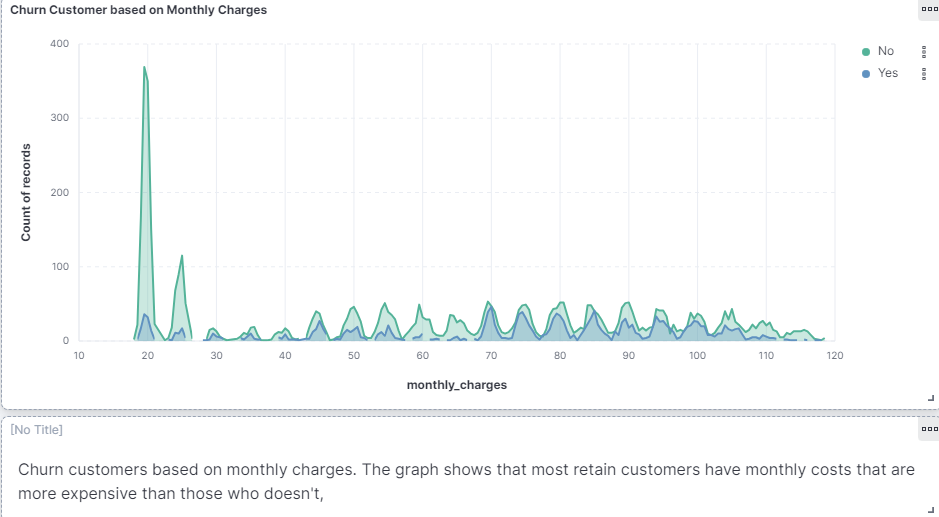 Churn Customer based on Monthly Charges
400
300
200
100
0
Count of records
10 20 30 40 50 60 70 80 90 100 110 120
monthly_charges
No
Yes
[No Title]
Churn customers based on monthly charges. The graph shows that most retain customers have monthly costs that are
more expensive than those who doesn't,